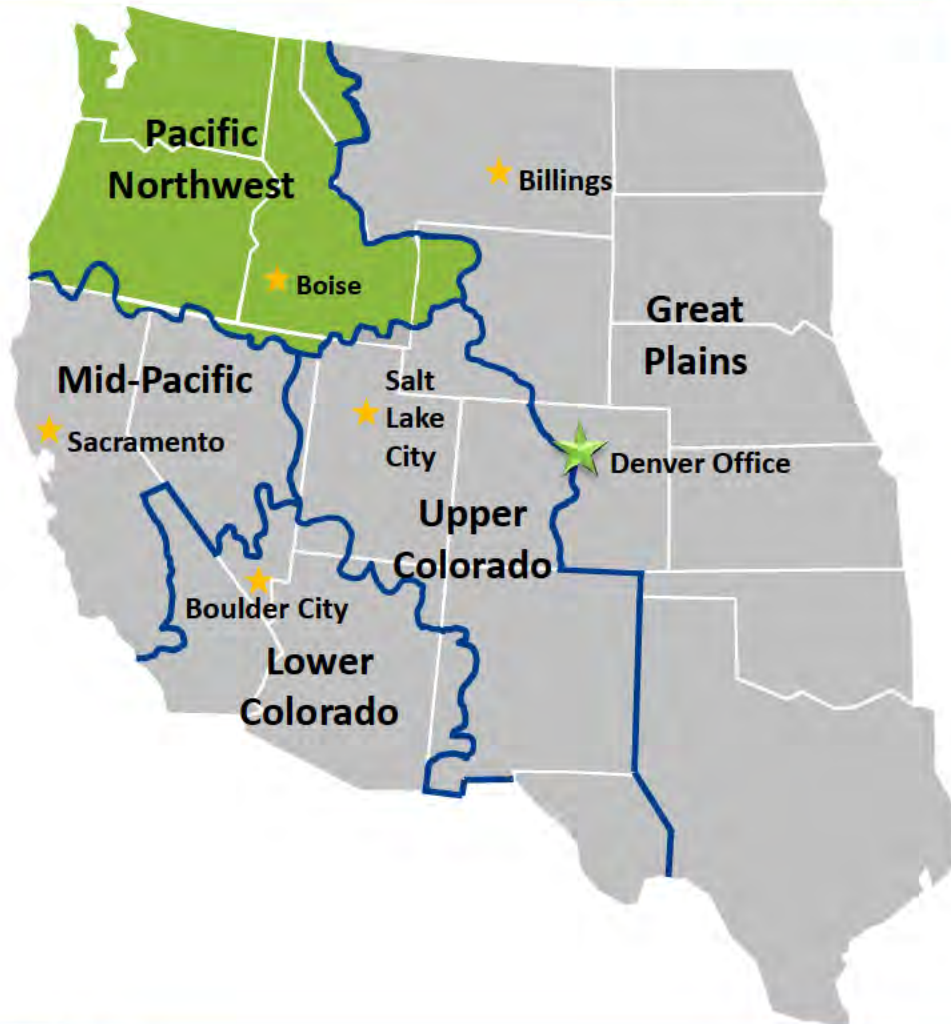 Pacific
Northwest
Billings
Boise
Great
Plains
Mid-Pacific
Salt
Lake
City
Sacramento
Denver Office
Upper
Colorado
Boulder City
Lower
Colorado